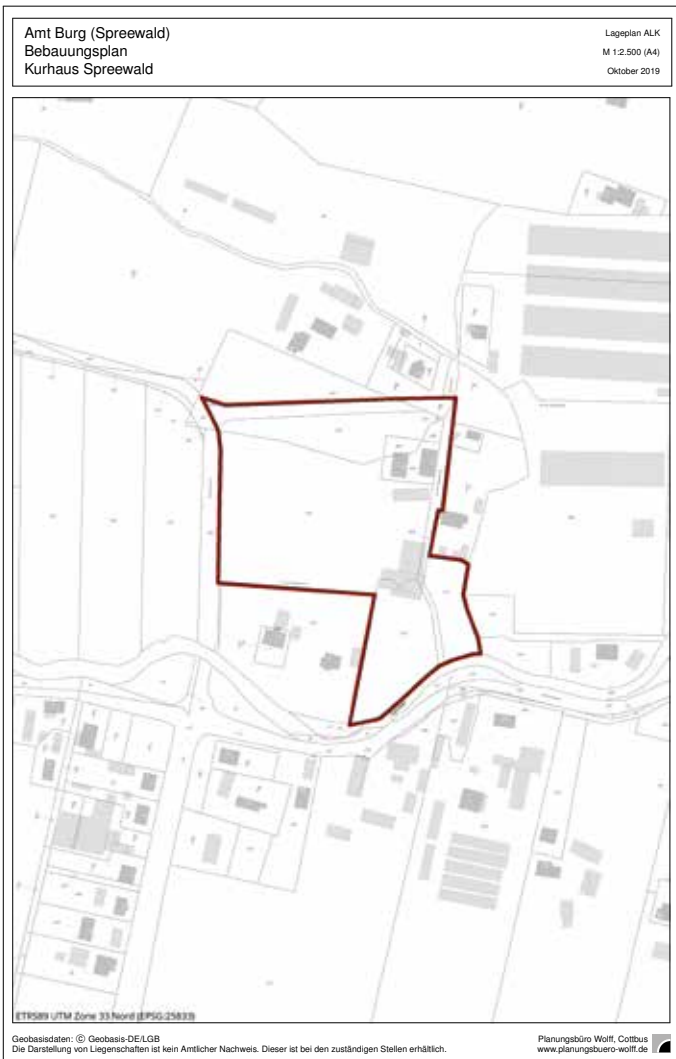 Amt Burg (Spreewald)
Bebauungsplan
Kurhaus Spreewald
Lageplan ALK
M 1:2.500 (A4)
Oktober 2019
ETRS89 UTM Zone 33 Nord (EPSG:25833)
Geobasisdaten: © Geobasis-DE/LGB
Die Darstellung von Liegenschaften ist kein Amtlicher Nachweis. Dieser ist bei den zuständigen Stellen erhältlich.
Planungsbüro Wolff, Cottbus
www.planungsbuero-wolff.de